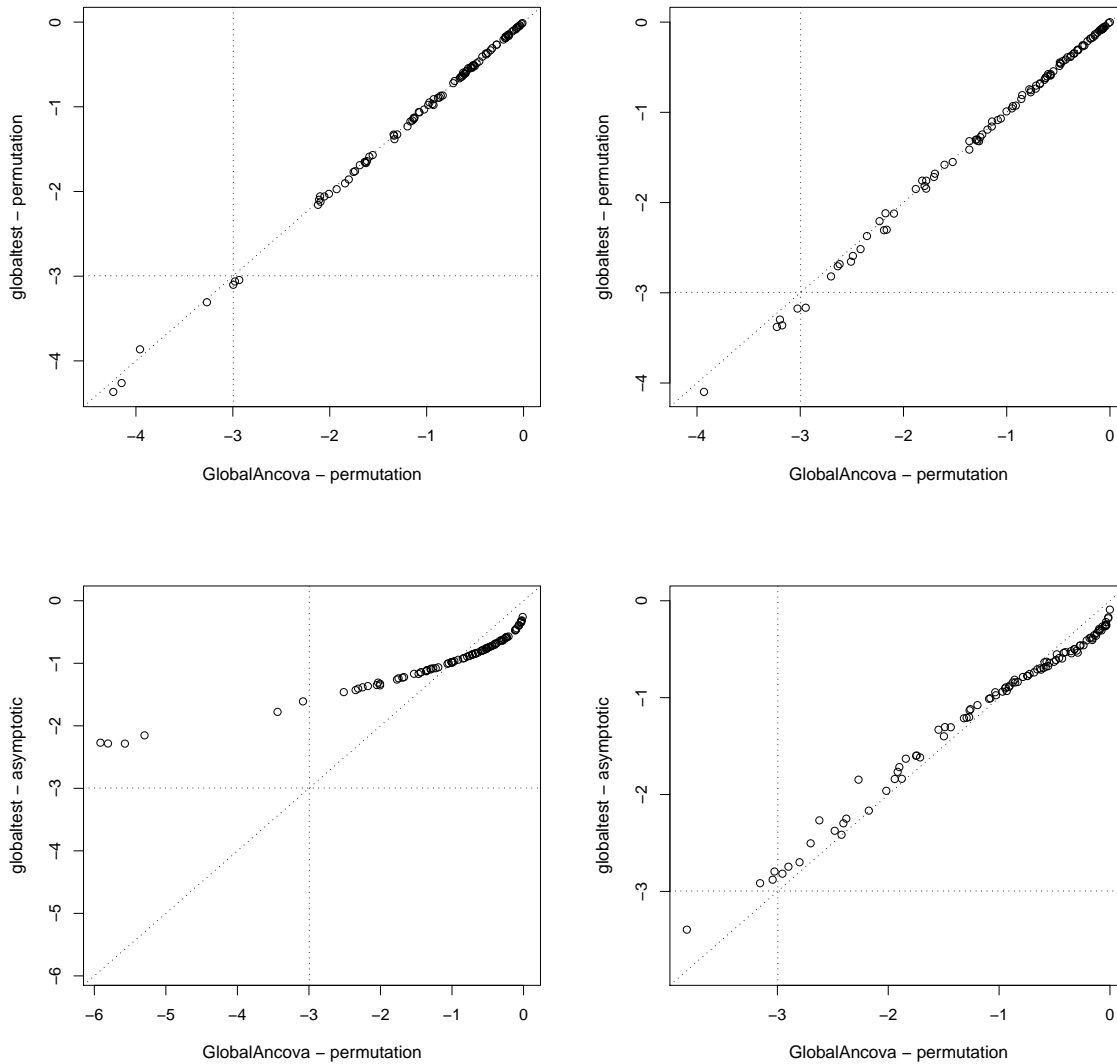 0
−1
−2
−3
−4
globaltest − permutation
−4 −3 −2 −1 0
GlobalAncova − permutation
0
−1
−2
−3
−4
globaltest − permutation
−4 −3 −2 −1 0
GlobalAncova − permutation
0
−1
−2
−3
−4
−5
−6
globaltest − asymptotic
−6 −5 −4 −3 −2 −1 0
GlobalAncova − permutation
0
−1
−2
−3
globaltest − asymptotic
−4 −3 −2 −1 0
GlobalAncova − permutation